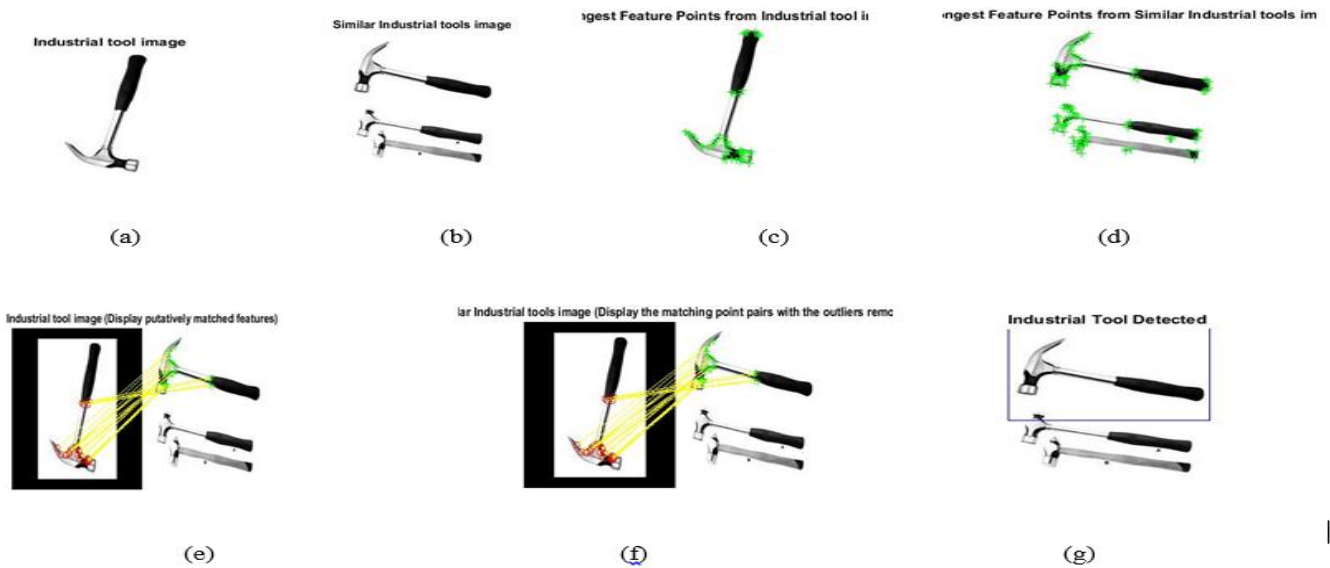 Industrial tool image
Similar Industrial tools image
ngest Feature Points from Industrial tool i
ongest Feature Points from Similar Industrial tools im
(a)
(b)
(c)
(d)
Industrial tool image (Display putatively matched features)
lar Industrial tools image (Display the matching point pairs with the outliers remo
Industrial Tool Detected
(e)
(f)
(g)